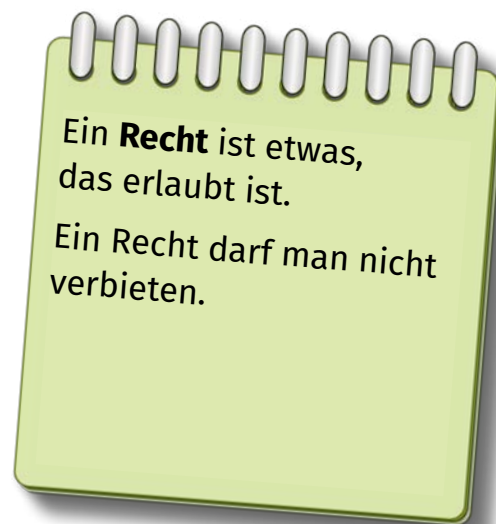 Ein Recht ist etwas,
das erlaubt ist.
Ein Recht darf man nicht
verbieten.